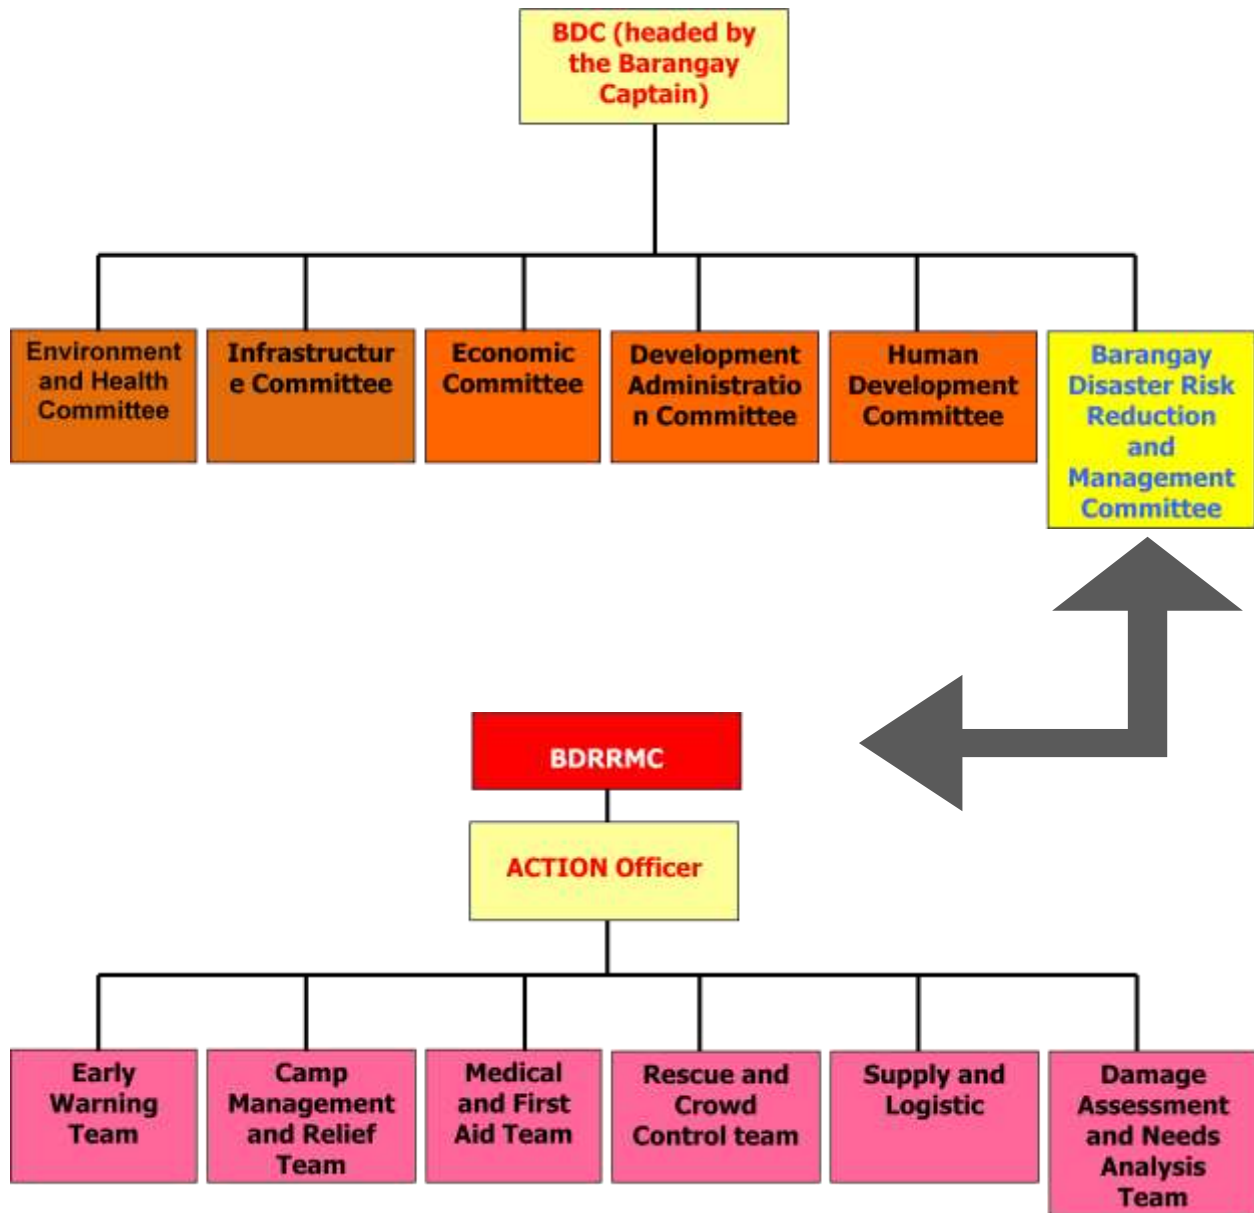 BDC (headed by
the Barangay
Captain)
Environment
and Health
Committee
Infrastructur
e Committee
Economic
Committee
Development
Administratio
n Committee
Human
Development
Committee
Barangay
Disaster Risk
Reduction
and
Management
Committee
BDRRMC
ACTION Officer
Early
Warning
Team
Camp
Management
and Relief
Team
Medical
and First
Aid Team
Rescue and
Crowd
Control team
Supply and
Logistic
Damage
Assessment
and Needs
Analysis
Team